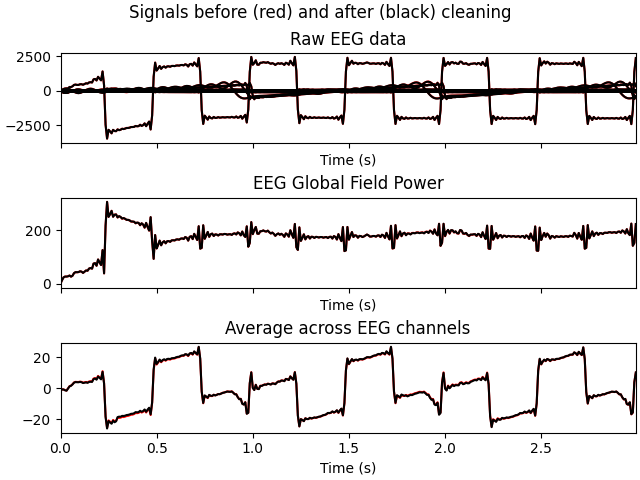 Signals before (red) and after (black) cleaning
Raw EEG data
2500
0
−2500
Time (s)
EEG Global Field Power
200
0
Time (s)
Average across EEG channels
20
0
−20
0.0 0.5 1.0 1.5 2.0 2.5
Time (s)